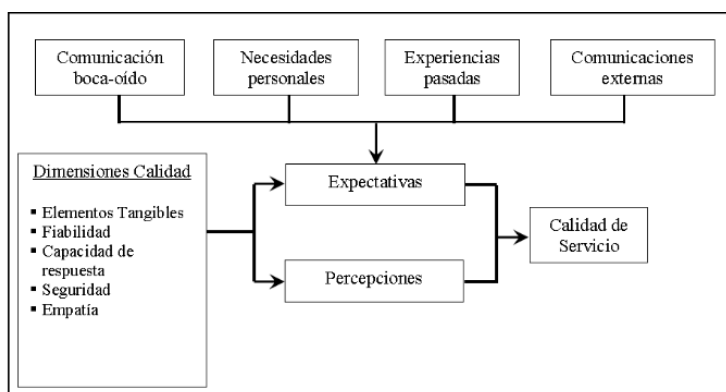 Comunicación
boca-oído
Necesidades
personales
Experiencias
pasadas
Comunicaciones
externas
Dimensiones Calidad
▪ Elementos Tangibles
▪ Fiabilidad
▪ Capacidad de
respuesta
▪ Seguridad
▪ Empatía
Expectativas
Percepciones
Calidad de
Servicio